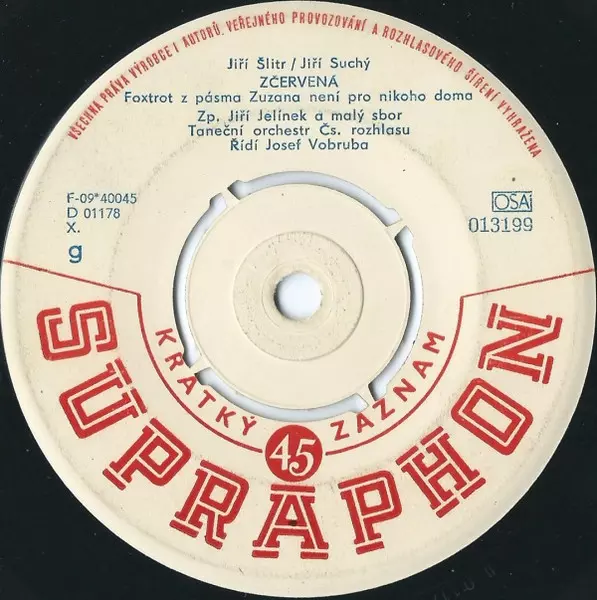 VŠECHNA PRÁVA VÝROBCE I AUTORŮ. VEŘEJNÉHO PROVOZOVÁNÍ A ROZHLASOVÉHO ŠÍŘENÍ VYHRAŽENA
Jiří Šlitr / Jiří Suchý
ZČERVENÁ
Foxtrot z pásma Zuzana není pro nikoho doma
Zp. Jiří Jelínek a malý sbor
Taneční orchestr Čs. rozhlasu
Řídí Josef Vobruba
F-09*40045
D 01178
X.
g
OSA
013199
KRÁTKÝ ZÁZNAM
45
SUPRAPHON